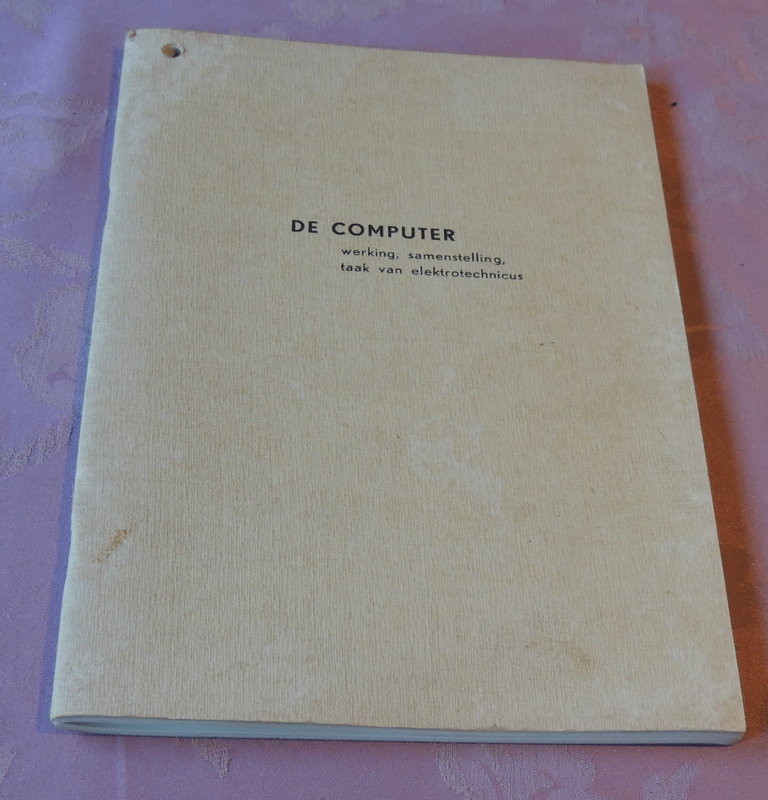 DE COMPUTER
werking, samenstelling,
taak van elektrotechnicus